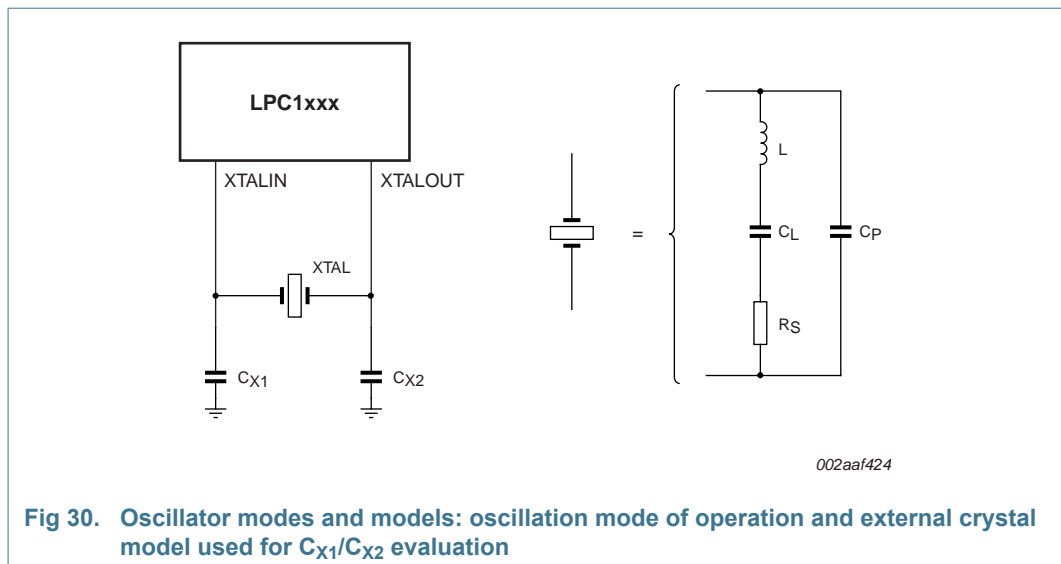 LPC1xxx
XTALIN
XTALOUT
XTAL
CX1
CX2
=
L
CL
CP
RS
002aaf424
Fig 30. Oscillator modes and models: oscillation mode of operation and external crystal
model used for CX1/CX2 evaluation